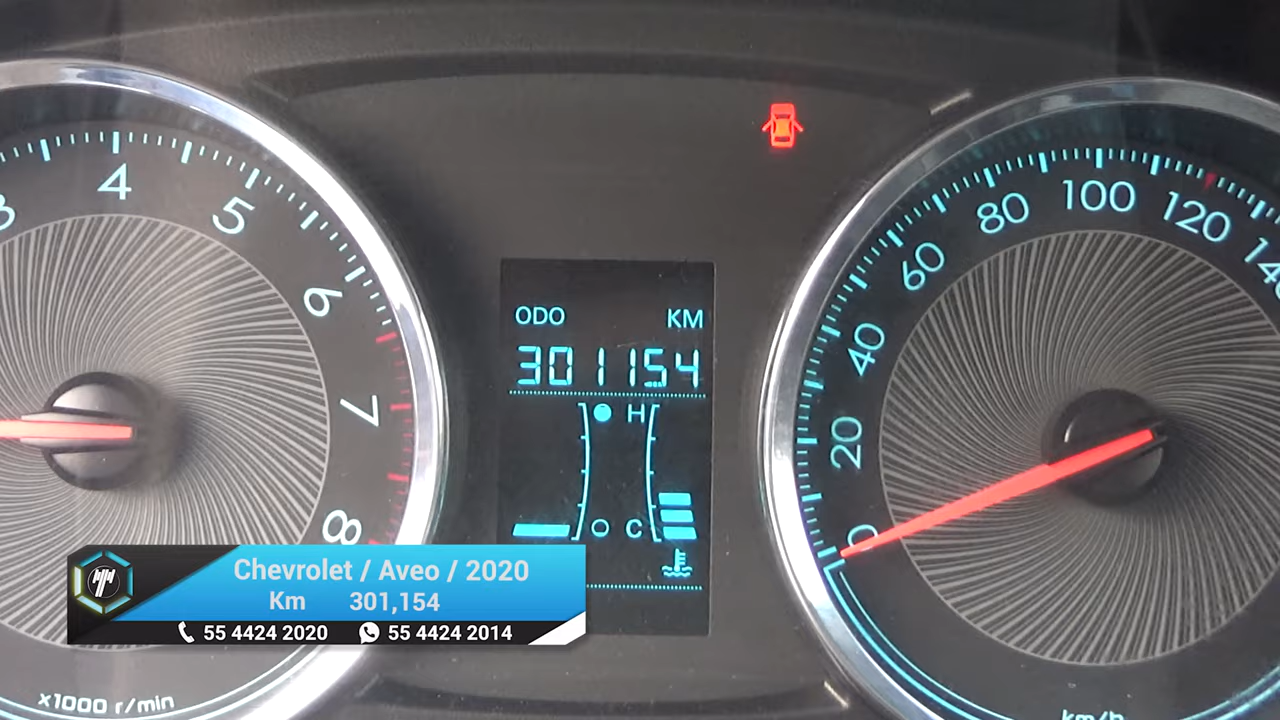 3
4
5
6
7
8
x1000 r/min
ODO KM
301154
H
C
0
20
40
60
80
100
120
km/h
Chevrolet / Aveo / 2020
Km 301,154
55 4424 2020 55 4424 2014